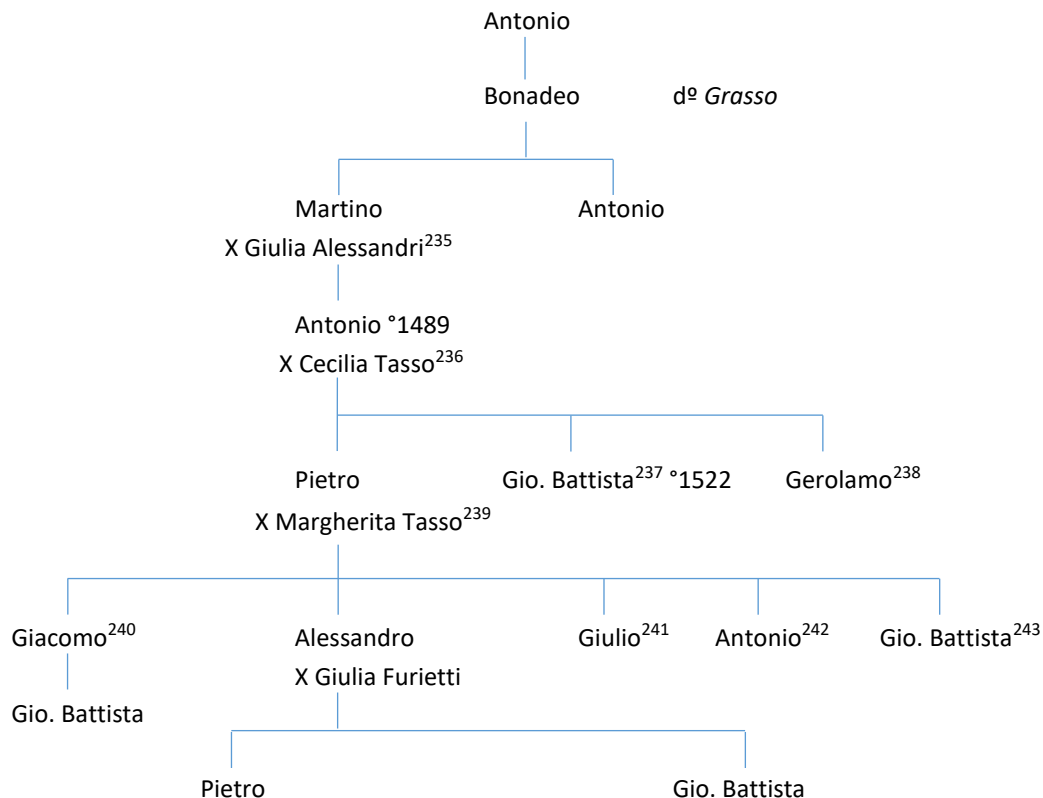 Antonio
Bonadeo dº Grasso
Martino Antonio
X Giulia Alessandri235
Antonio °1489
X Cecilia Tasso236
Pietro Gio. Battista237 °1522 Gerolamo238
X Margherita Tasso239
Giacomo240 Alessandro Giulio241 Antonio242 Gio. Battista243
X Giulia Furietti
Gio. Battista
Pietro Gio. Battista